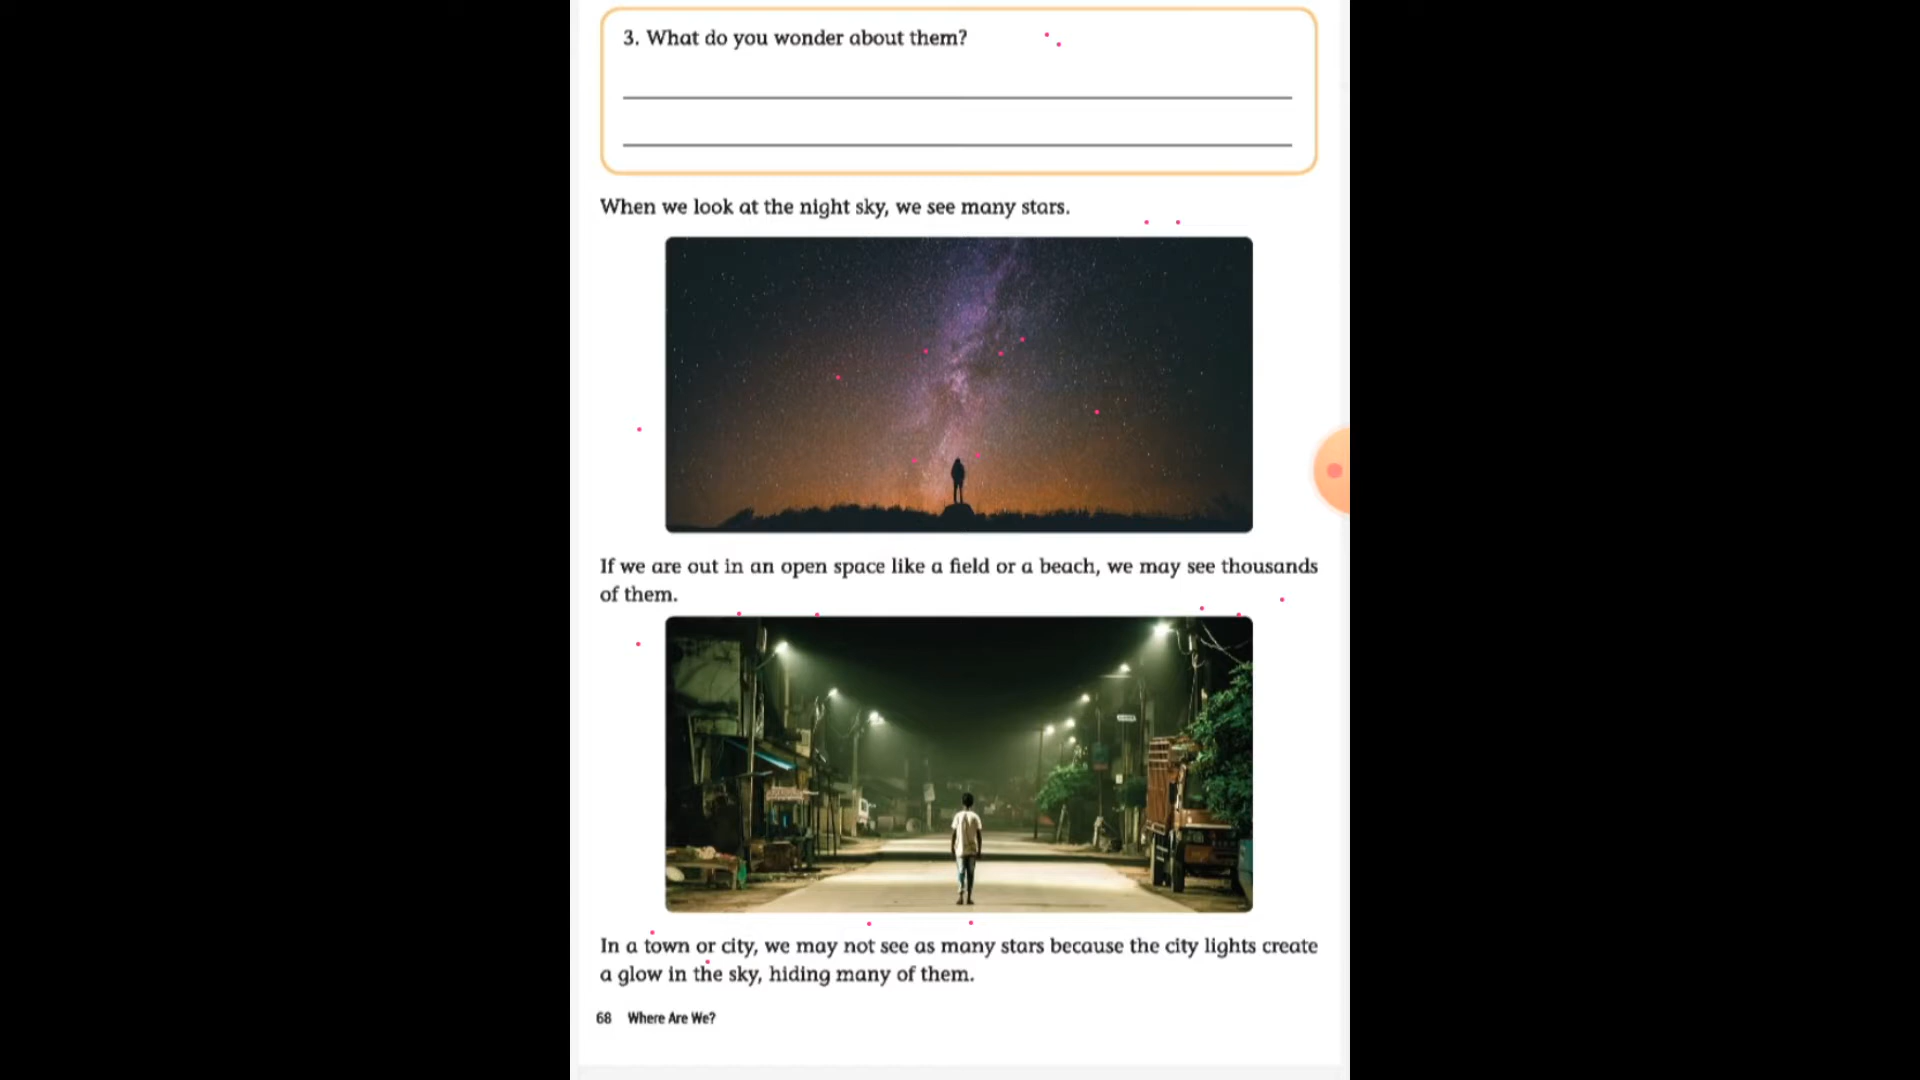 3. What do you wonder about them?
When we look at the night sky, we see many stars.
If we are out in an open space like a field or a beach, we may see thousands
of them.
In a town or city, we may not see as many stars because the city lights create
a glow in the sky, hiding many of them.
68 Where Are We?